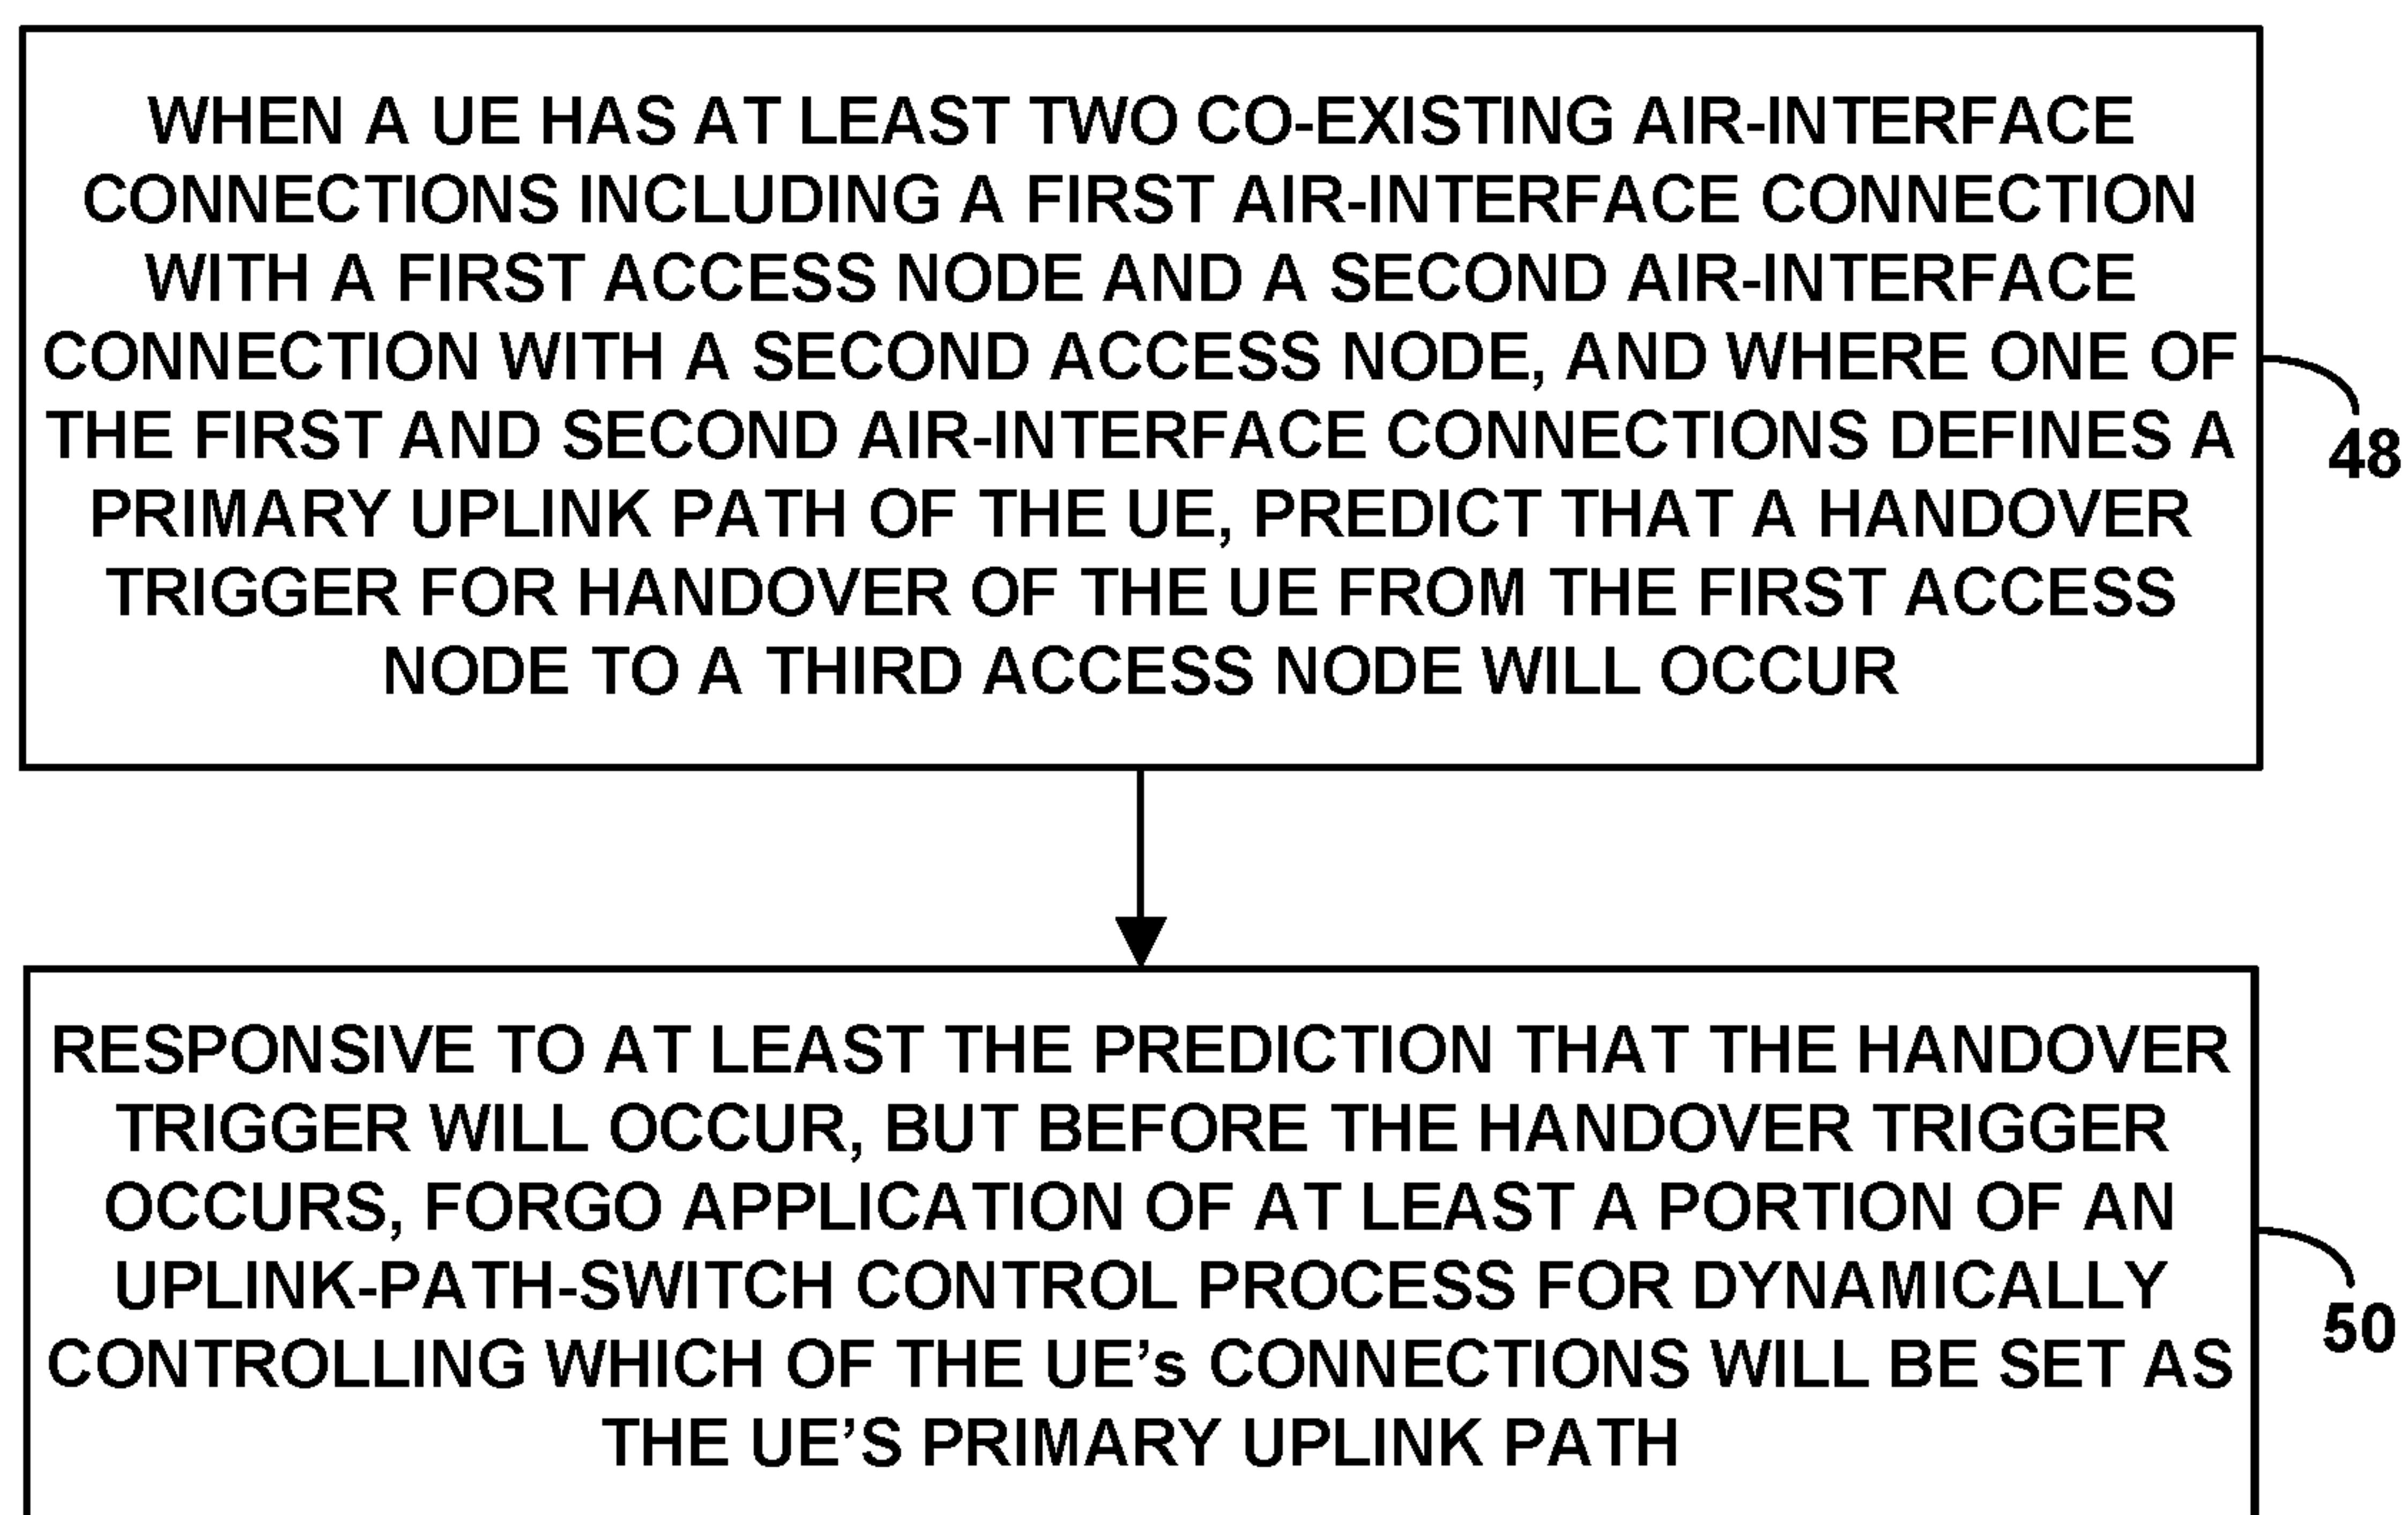 WHEN A UE HAS AT LEAST TWO CO-EXISTING AIR-INTERFACE
CONNECTIONS INCLUDING A FIRST AIR-INTERFACE CONNECTION
WITH A FIRST ACCESS NODE AND A SECOND AIR-INTERFACE
CONNECTION WITH A SECOND ACCESS NODE, AND WHERE ONE OF
THE FIRST AND SECOND AIR-INTERFACE CONNECTIONS DEFINES A
PRIMARY UPLINK PATH OF THE UE, PREDICT THAT A HANDOVER
TRIGGER FOR HANDOVER OF THE UE FROM THE FIRST ACCESS
NODE TO A THIRD ACCESS NODE WILL OCCUR
48
RESPONSIVE TO AT LEAST THE PREDICTION THAT THE HANDOVER
TRIGGER WILL OCCUR, BUT BEFORE THE HANDOVER TRIGGER
OCCURS, FORGO APPLICATION OF AT LEAST A PORTION OF AN
UPLINK-PATH-SWITCH CONTROL PROCESS FOR DYNAMICALLY
CONTROLLING WHICH OF THE UE’s CONNECTIONS WILL BE SET AS
THE UE’S PRIMARY UPLINK PATH
50